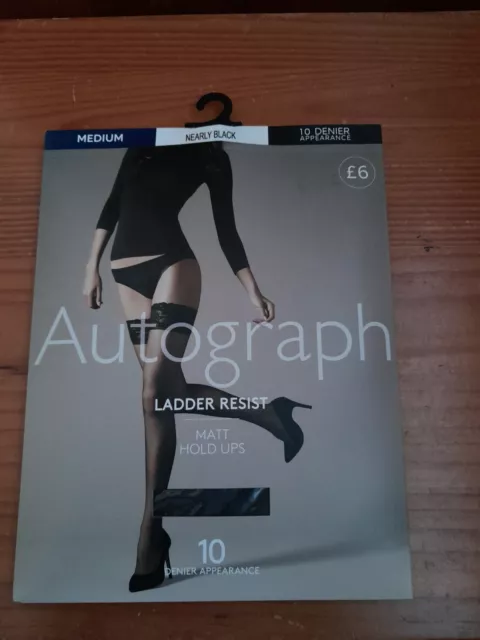 MEDIUM
NEARLY BLACK
10 DENIER
APPEARANCE
£6
Autograph
LADDER RESIST
MATT
HOLD UPS
10
DENIER APPEARANCE